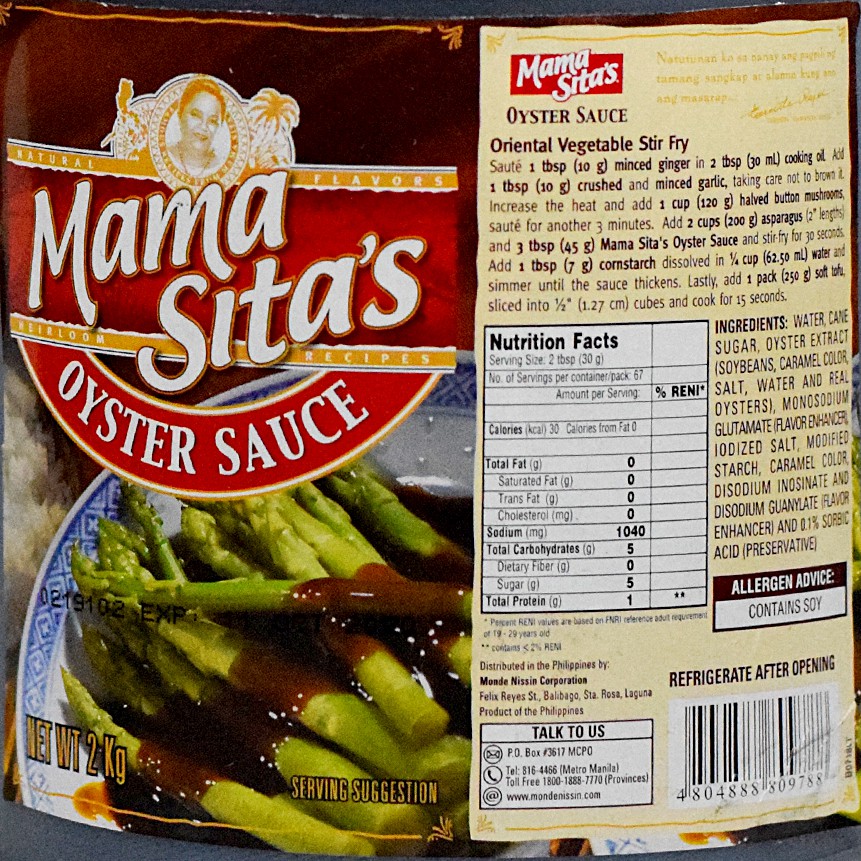 NATURAL FLAVORS
Mama
Sita's
HEIRLOOM RECIPES
OYSTER SAUCE
0219102 EXP:
NET WT 2 Kg
SERVING SUGGESTION
Mama
Sita's
OYSTER SAUCE
Natutunan ko sa nanay ang
tamang sangkap at alamin kung
ang masarap...
Oriental Vegetable Stir Fry
Sauté 1 tbsp (10 g) minced ginger in 2 tbsp (30 mL) cooking oil. Add
1 tbsp (10 g) crushed and minced garlic, taking care not to brown it.
Increase the heat and add 1 cup (120 g) halved button mushrooms,
sauté for another 3 minutes. Add 2 cups (200 g) asparagus (2" lengths)
and 3 tbsp (45 g) Mama Sita's Oyster Sauce and stir-fry for 30 seconds.
Add 1 tbsp (7 g) cornstarch dissolved in ¼ cup (62.50 mL) water and
simmer until the sauce thickens. Lastly, add 1 pack (250 g) soft tofu,
sliced into ½" (1.27 cm) cubes and cook for 15 seconds.
Nutrition Facts
Serving Size: 2 tbsp (30 g)
No. of Servings per container/pack: 67
Amount per Serving: % RENI*
Calories (kcal) 30 Calories from Fat 0
Total Fat (g) 0
Saturated Fat (g) 0
Trans Fat (g) 0
Cholesterol (mg) 0
Sodium (mg) 1040
Total Carbohydrates (g) 5
Dietary Fiber (g) 0
Sugar (g) 5
Total Protein (g) 1 **
* Percent RENI values are based on FNRI reference adult requirement
of 19 - 29 years old
** contains < 2% RENI
INGREDIENTS: WATER, CANE
SUGAR, OYSTER EXTRACT
(SOYBEANS, CARAMEL COLOR,
SALT, WATER AND REAL
OYSTERS), MONOSODIUM
GLUTAMATE (FLAVOR ENHANCER),
IODIZED SALT, MODIFIED
STARCH, CARAMEL COLOR,
DISODIUM INOSINATE AND
DISODIUM GUANYLATE (FLAVOR
ENHANCER) AND 0.1% SORBIC
ACID (PRESERVATIVE)
ALLERGEN ADVICE:
CONTAINS SOY
Distributed in the Philippines by:
Monde Nissin Corporation
Felix Reyes St., Balibago, Sta. Rosa, Laguna
Product of the Philippines
TALK TO US
P.O. Box #3617 MCPO
Tel: 816-4466 (Metro Manila)
Toll Free 1800-1888-7770 (Provinces)
@ www.mondenissin.com
REFRIGERATE AFTER OPENING
4 804888 809788